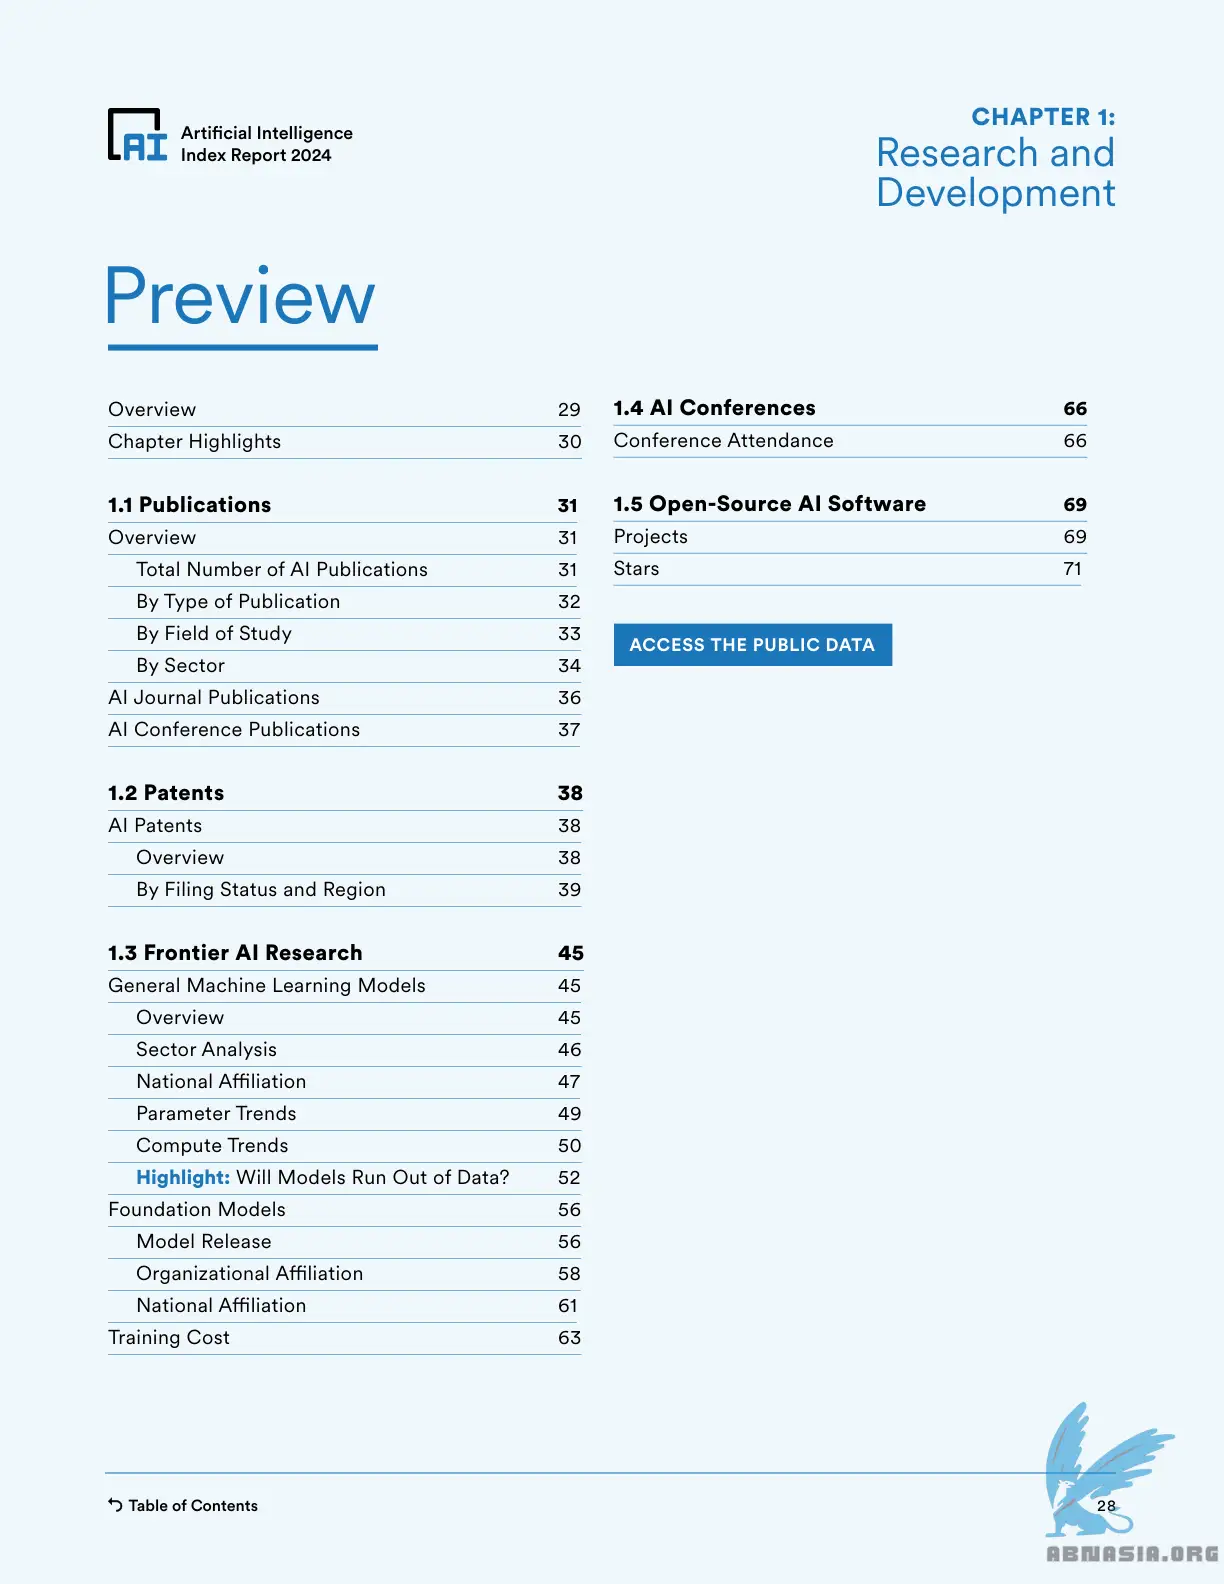 AI
Artificial Intelligence
Index Report 2024
CHAPTER 1:
Research and
Development
Preview
Overview 29
Chapter Highlights 30
1.1 Publications 31
Overview 31
Total Number of AI Publications 31
By Type of Publication 32
By Field of Study 33
By Sector 34
AI Journal Publications 36
AI Conference Publications 37
1.2 Patents 38
AI Patents 38
Overview 38
By Filing Status and Region 39
1.3 Frontier AI Research 45
General Machine Learning Models 45
Overview 45
Sector Analysis 46
National Affiliation 47
Parameter Trends 49
Compute Trends 50
Highlight: Will Models Run Out of Data? 52
Foundation Models 56
Model Release 56
Organizational Affiliation 58
National Affiliation 61
Training Cost 63
1.4 AI Conferences 66
Conference Attendance 66
1.5 Open-Source AI Software 69
Projects 69
Stars 71
ACCESS THE PUBLIC DATA
Table of Contents
28
ABNASIA.ORG